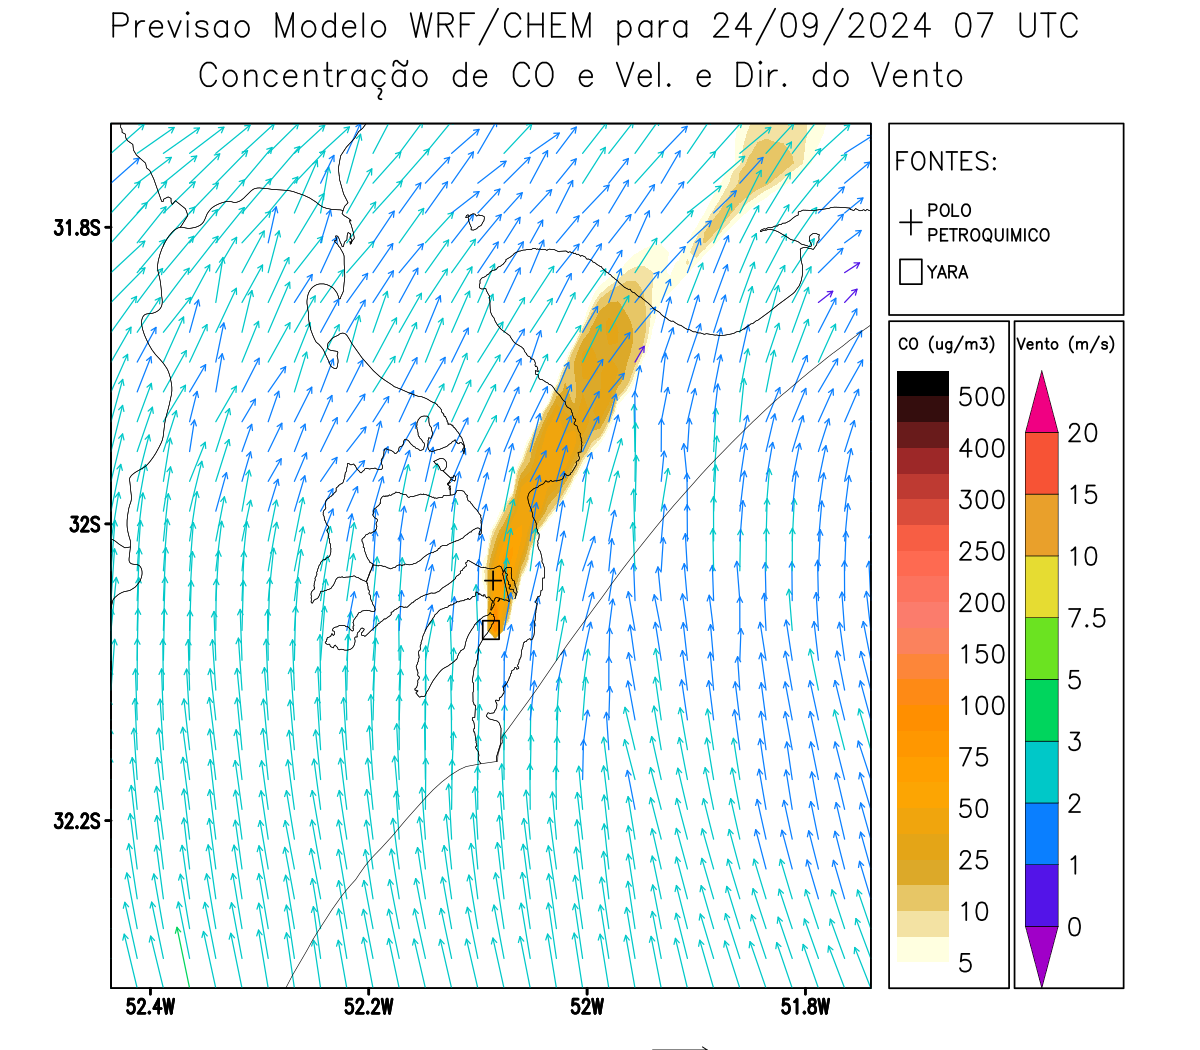 Previsao Modelo WRF/CHEM para 24/09/2024 07 UTC
Concentração de CO e Vel. e Dir. do Vento
FONTES:
POLO
PETROQUIMICO
YARA
CO (ug/m3)
500
400
300
250
200
150
100
75
50
25
10
5
Vento (m/s)
20
15
10
7.5
5
3
2
1
0
31.8S
32S
32.2S
52.4W
52.2W
52W
51.8W